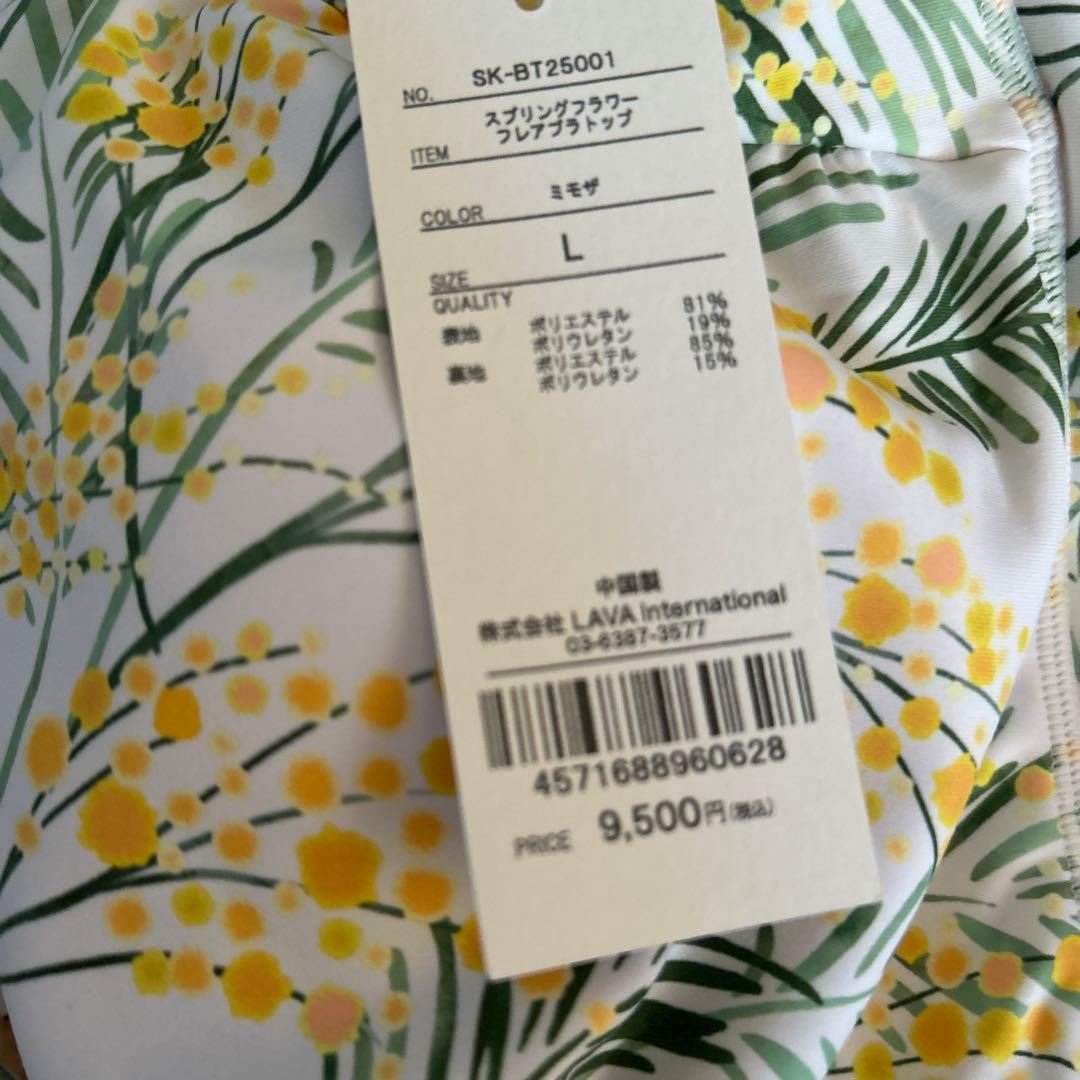 NO. SK-BT25001
スプリングフラワー
フレアブラトップ
ITEM
COLOR ミモザ
SIZE L
QUALITY
表地 ポリエステル 81%
ポリウレタン 19%
裏地 ポリエステル 85%
ポリウレタン 15%
中国製
株式会社 LAVA International
03-6387-3577
4571688960628
PRICE 9,500円(税込)